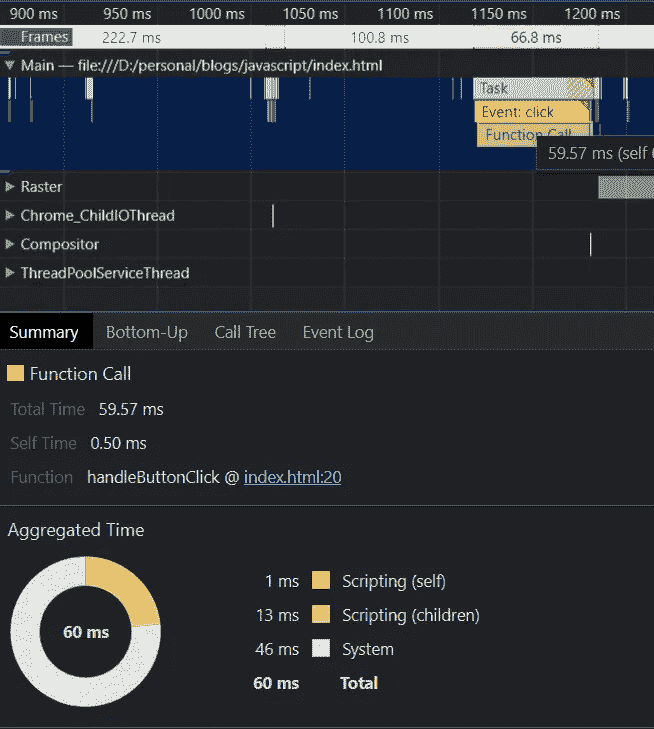 900 ms 950 ms 1000 ms 1050 ms 1100 ms 1150 ms 1200 ms
Frames 222.7 ms 100.8 ms 66.8 ms
Main — file:///D:/personal/blogs/javascript/index.html
Task
Event: click
Function Call
59.57 ms (self
Raster
Chrome_ChildIOThread
Compositor
ThreadPoolServiceThread
Summary Bottom-Up Call Tree Event Log
Function Call
Total Time 59.57 ms
Self Time 0.50 ms
Function handleButtonClick @ index.html:20
Aggregated Time
1 ms Scripting (self)
13 ms Scripting (children)
60 ms 46 ms System
60 ms Total